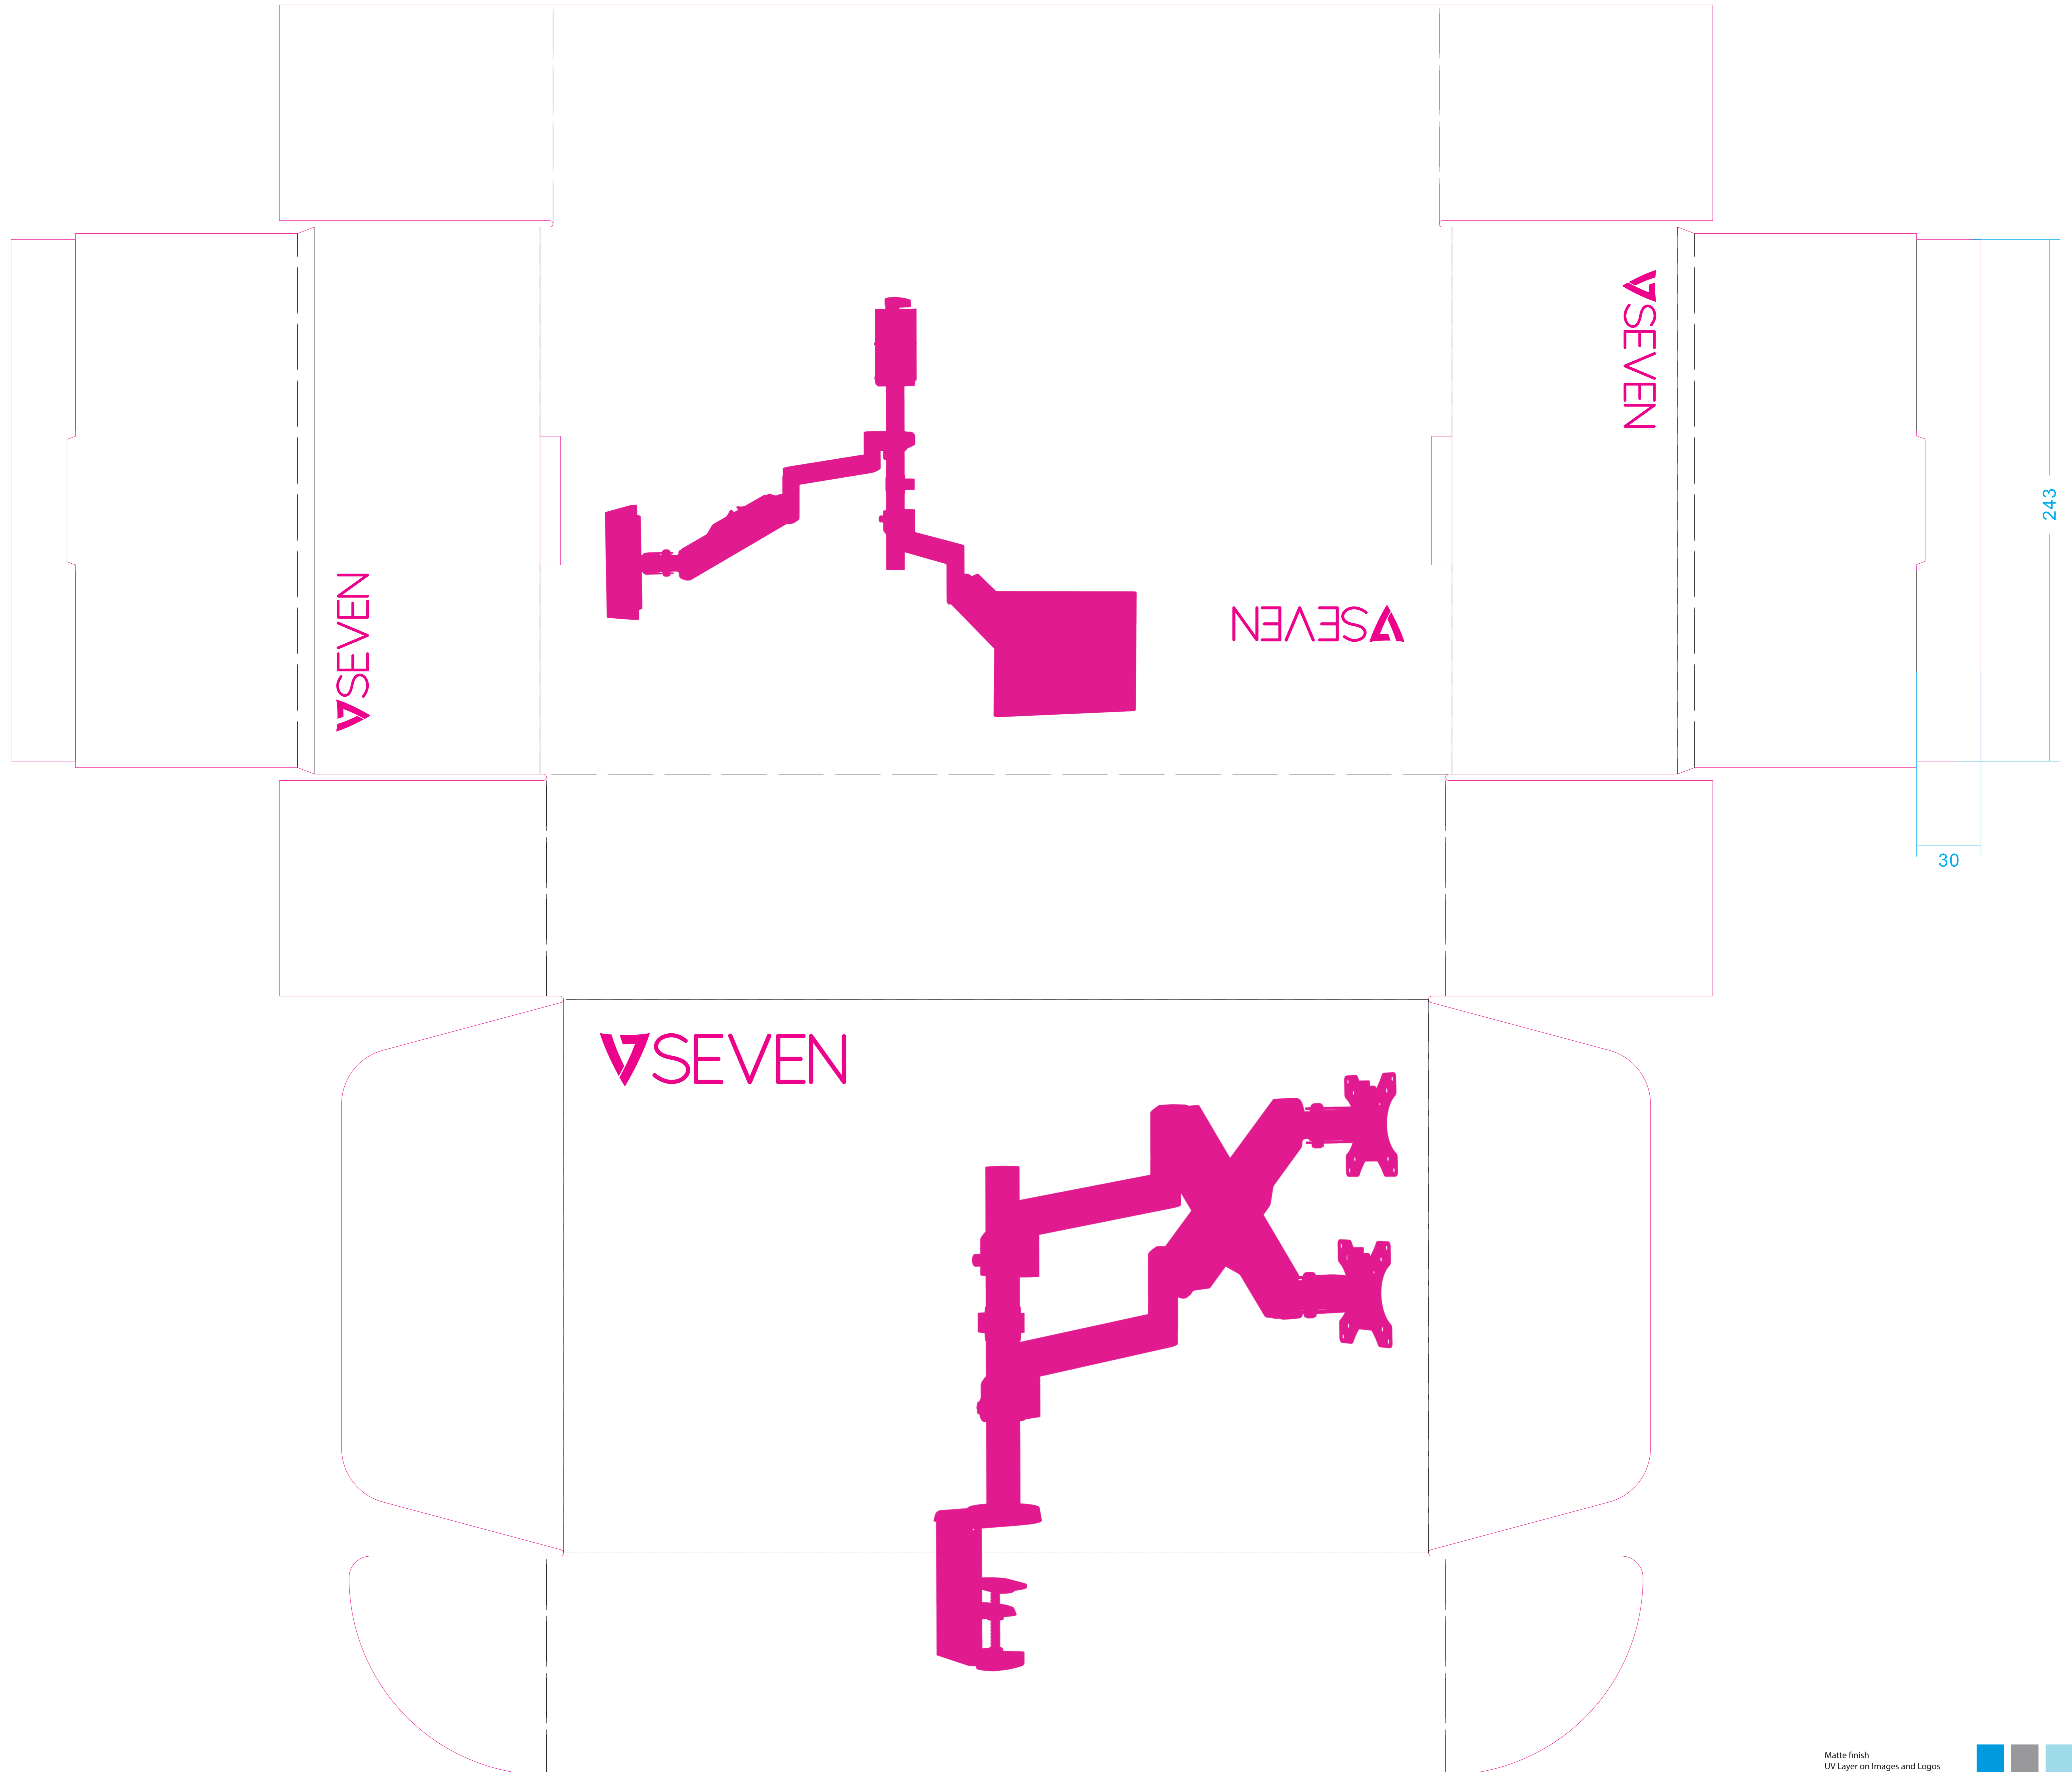 SEVEN
SEVEN
SEVEN
243
30
SEVEN
Matte finish
UV Layer on Images and Logos